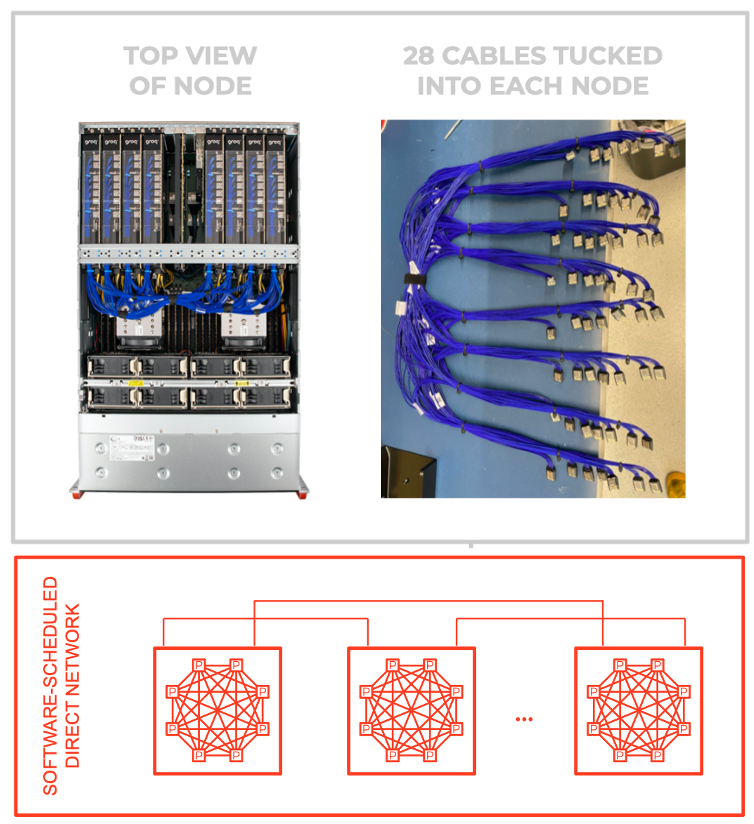 TOP VIEW
OF NODE
28 CABLES TUCKED
INTO EACH NODE
groq groq groq groq groq groq groq groq
SOFTWARE-SCHEDULED
DIRECT NETWORK
P P P P P P P P
P P P P P P P P
...
P P P P P P P P